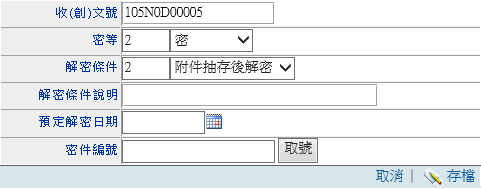 收(創)文號 105N0D00005
密等 2 密
解密條件 2 附件抽存後解密
解密條件說明
預定解密日期
密件編號 取號
取消 | 存檔